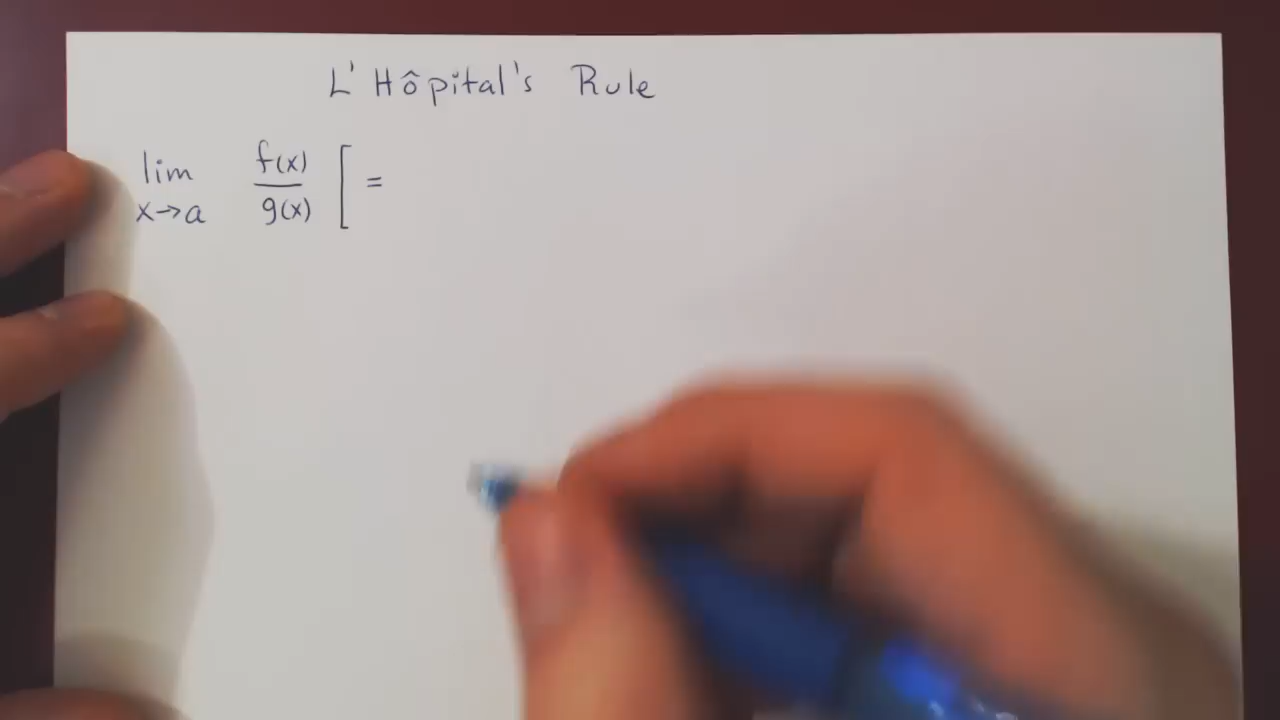 L'Hôpital's Rule
lim f(x) [ =
x→a g(x)